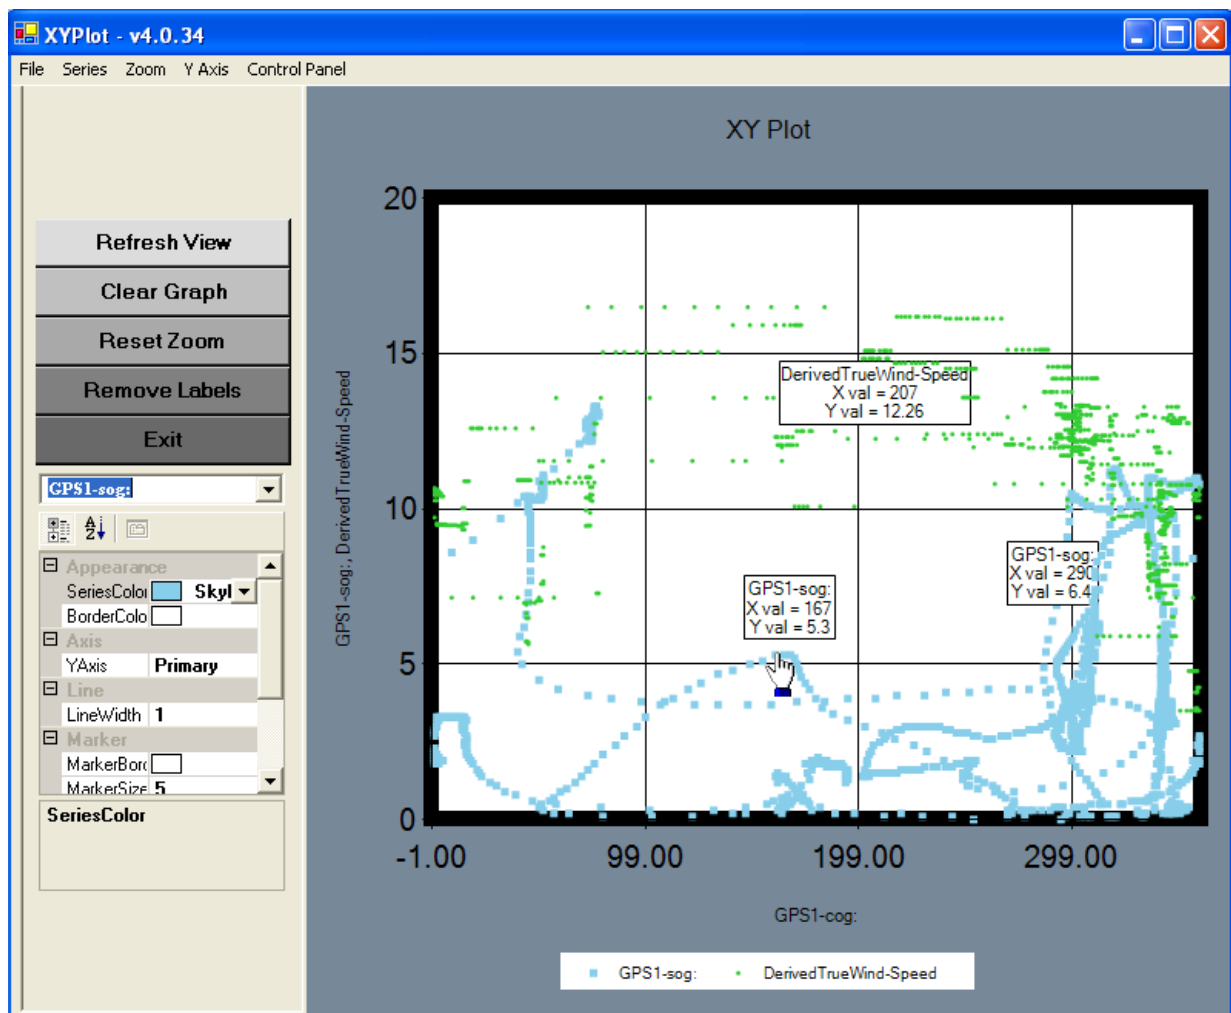 XYPlot - v4.0.34
File Series Zoom Y Axis Control Panel
Refresh View
Clear Graph
Reset Zoom
Remove Labels
Exit
GPS1-sog:
A
Z
Appearance
SeriesColor Skyl
BorderColo
Axis
YAxis Primary
Line
LineWidth 1
Marker
MarkerBorc
MarkerSize 5
SeriesColor
XY Plot
GPS1-sog:, DerivedTrueWind-Speed
20
15
10
5
0
DerivedTrueWind-Speed
X val = 207
Y val = 12.26
GPS1-sog:
X val = 290
Y val = 6.4
GPS1-sog:
X val = 167
Y val = 5.3
-1.00 99.00 199.00 299.00
GPS1-cog:
GPS1-sog: DerivedTrueWind-Speed